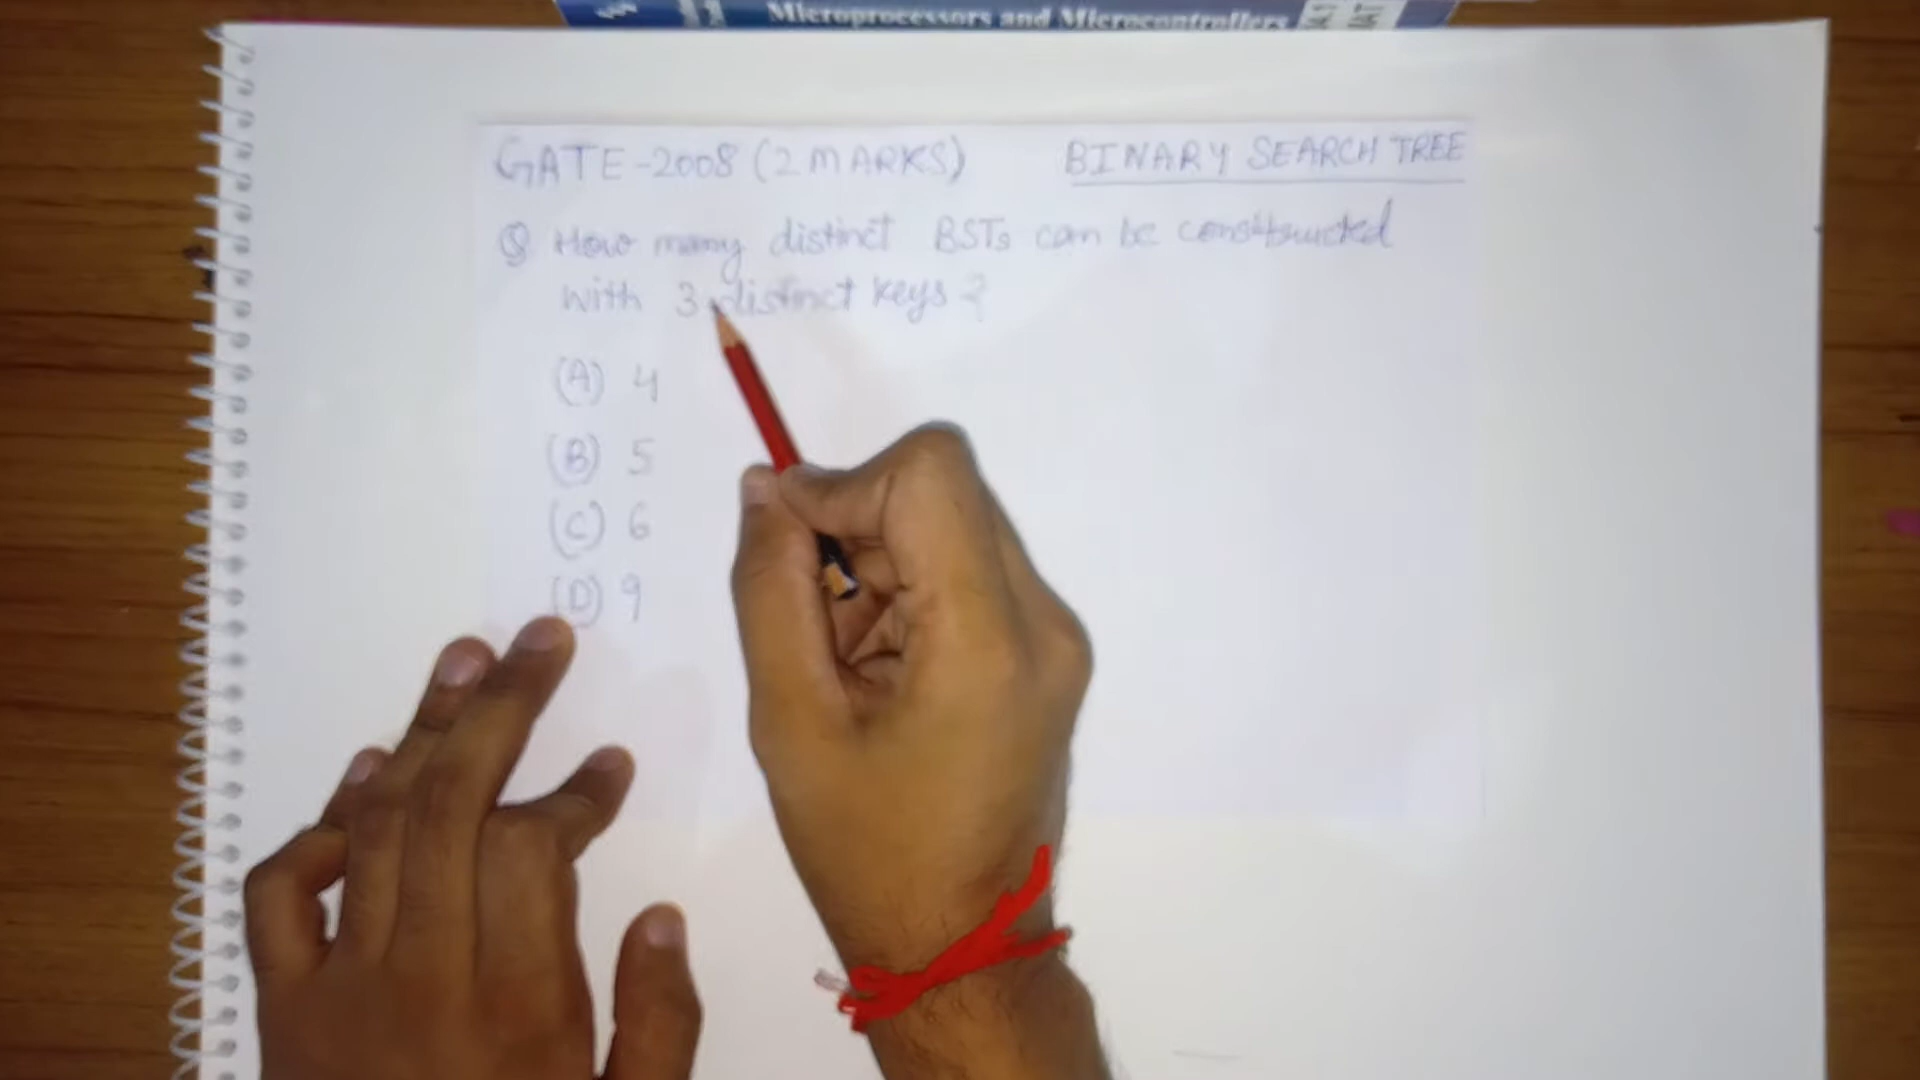 Microprocessors and Microcontrollers
GATE-2008 (2 MARKS) BINARY SEARCH TREE
Q How many distinct BSTs can be constructed
with 3 distinct keys?
(A) 4
(B) 5
(C) 6
(D) 9